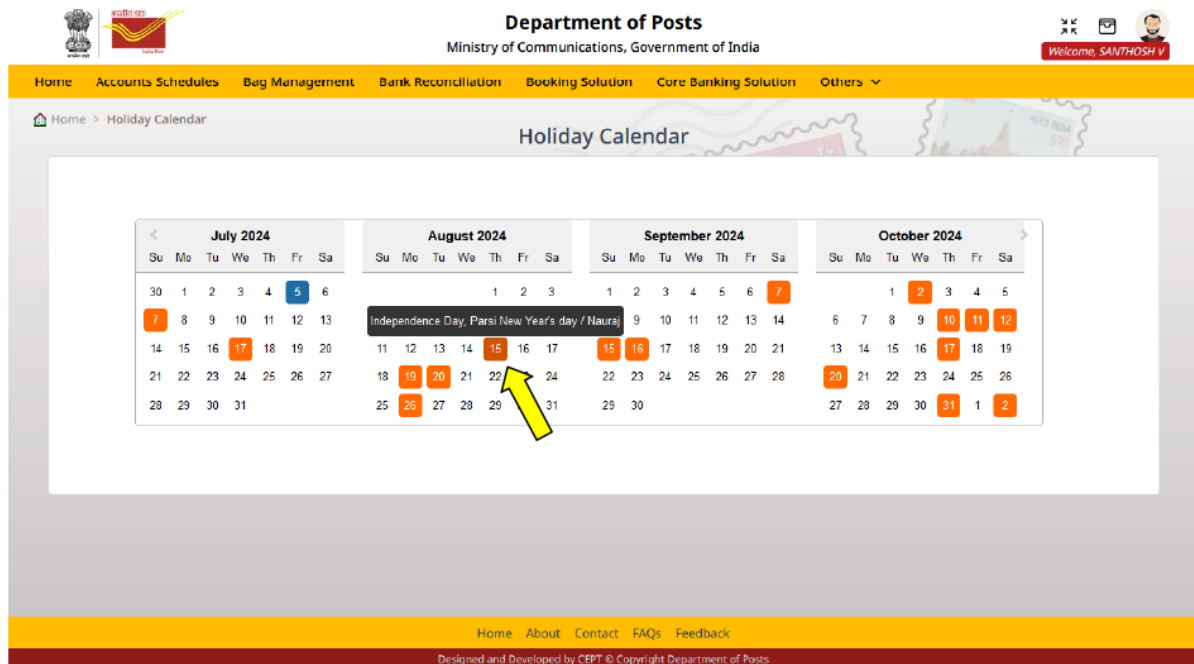 भारतीय डाक
India Post
Department of Posts
Ministry of Communications, Government of India
Welcome, SANTHOSH V
Home Accounts Schedules Bag Management Bank Reconciliation Booking Solution Core Banking Solution Others
Home > Holiday Calendar
Holiday Calendar
July 2024
Su Mo Tu We Th Fr Sa
30 1 2 3 4 5 6
7 8 9 10 11 12 13
14 15 16 17 18 19 20
21 22 23 24 25 26 27
28 29 30 31
August 2024
Su Mo Tu We Th Fr Sa
1 2 3
Independence Day, Parsi New Year's day / Nauraj
11 12 13 14 15 16 17
18 19 20 21 22 24
25 26 27 28 29 31
September 2024
Su Mo Tu We Th Fr Sa
1 2 3 4 5 6 7
9 10 11 12 13 14
15 16 17 18 19 20 21
22 23 24 25 26 27 28
29 30
October 2024
Su Mo Tu We Th Fr Sa
1 2 3 4 5
6 7 8 9 10 11 12
13 14 15 16 17 18 19
20 21 22 23 24 25 26
27 28 29 30 31 1 2
Home About Contact FAQs Feedback
Designed and Developed by CEPT © Copyright Department of Posts